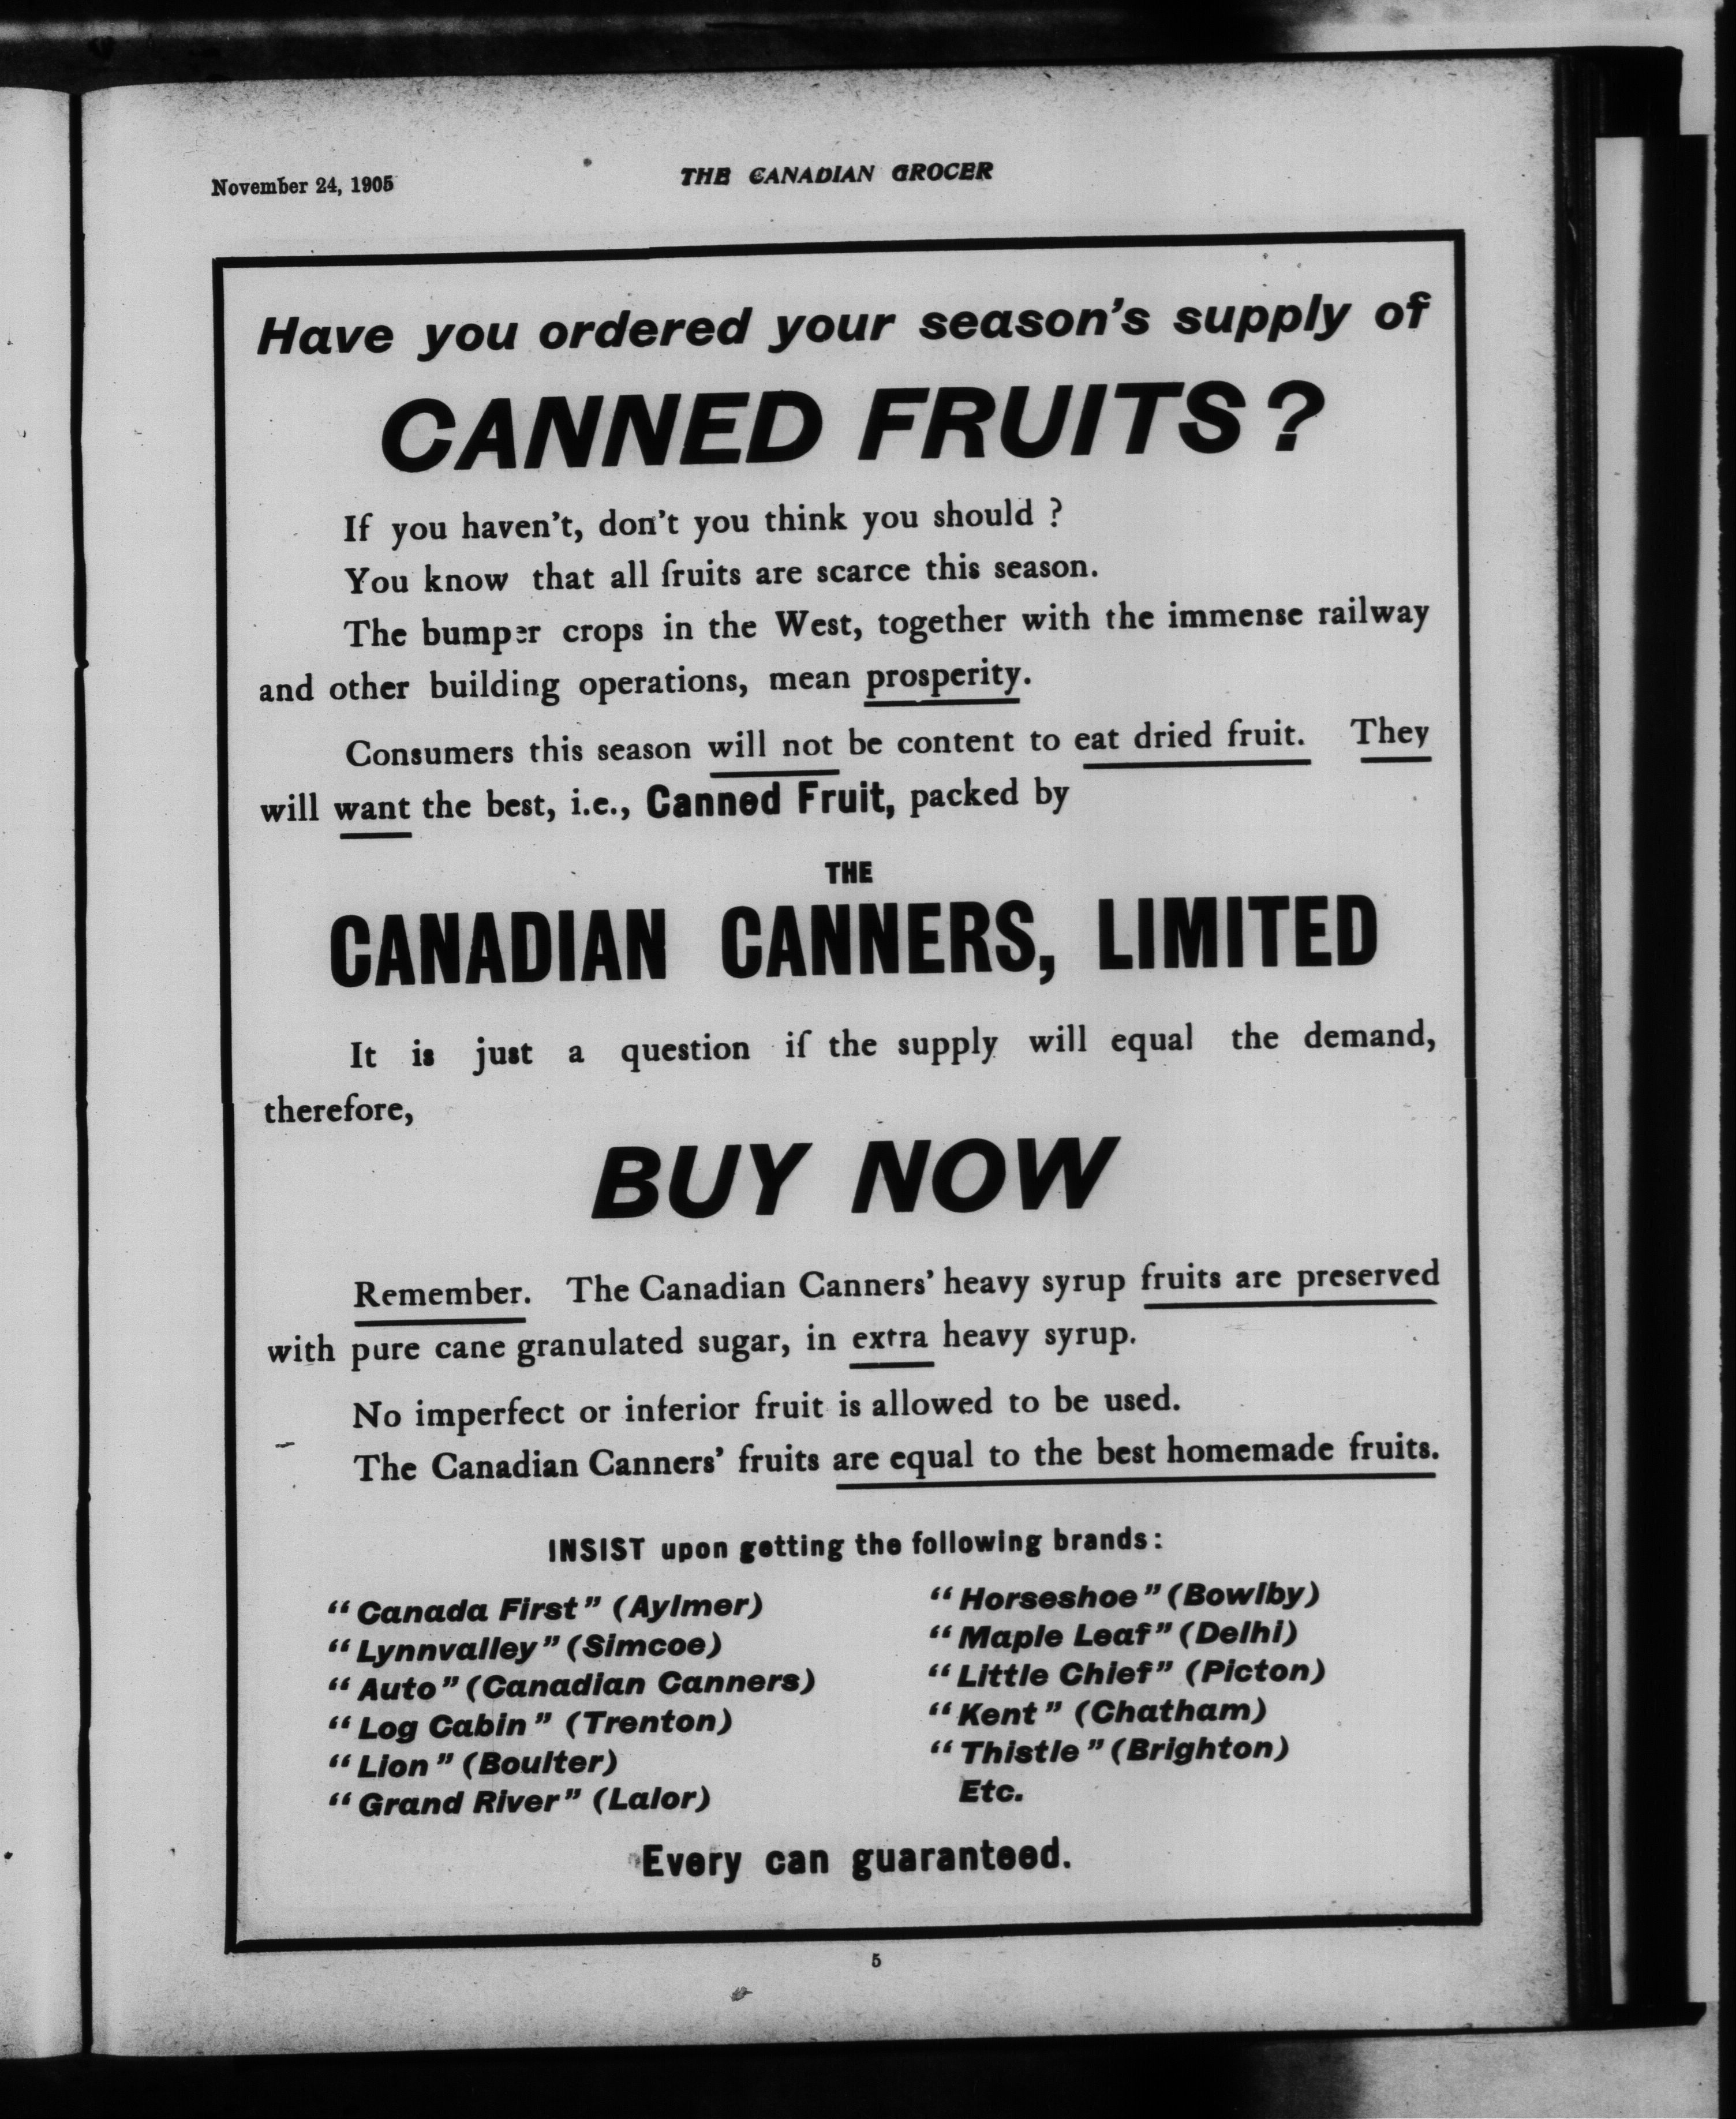 November 24, 1905
THE CANADIAN GROCER
Have you ordered your season's supply of
CANNED FRUITS?
If you haven't, don't you think you should ?
You know that all fruits are scarce this season.
The bumper crops in the West, together with the immense railway
and other building operations, mean prosperity.
Consumers this season will not be content to eat dried fruit. They
will want the best, i.e., Canned Fruit, packed by
THE
CANADIAN CANNERS, LIMITED
It is just a question if the supply will equal the demand,
therefore,
BUY NOW
Remember. The Canadian Canners' heavy syrup fruits are preserved
with pure cane granulated sugar, in extra heavy syrup.
No imperfect or inferior fruit is allowed to be used.
The Canadian Canners' fruits are equal to the best homemade fruits.
INSIST upon getting the following brands:
"Canada First" (Aylmer)
"Lynnvalley" (Simcoe)
"Auto" (Canadian Canners)
"Log Cabin" (Trenton)
"Lion" (Boulter)
"Grand River" (Lalor)
"Horseshoe" (Bowlby)
"Maple Leaf" (Delhi)
"Little Chief" (Picton)
"Kent" (Chatham)
"Thistle" (Brighton)
Etc.
Every can guaranteed.
5